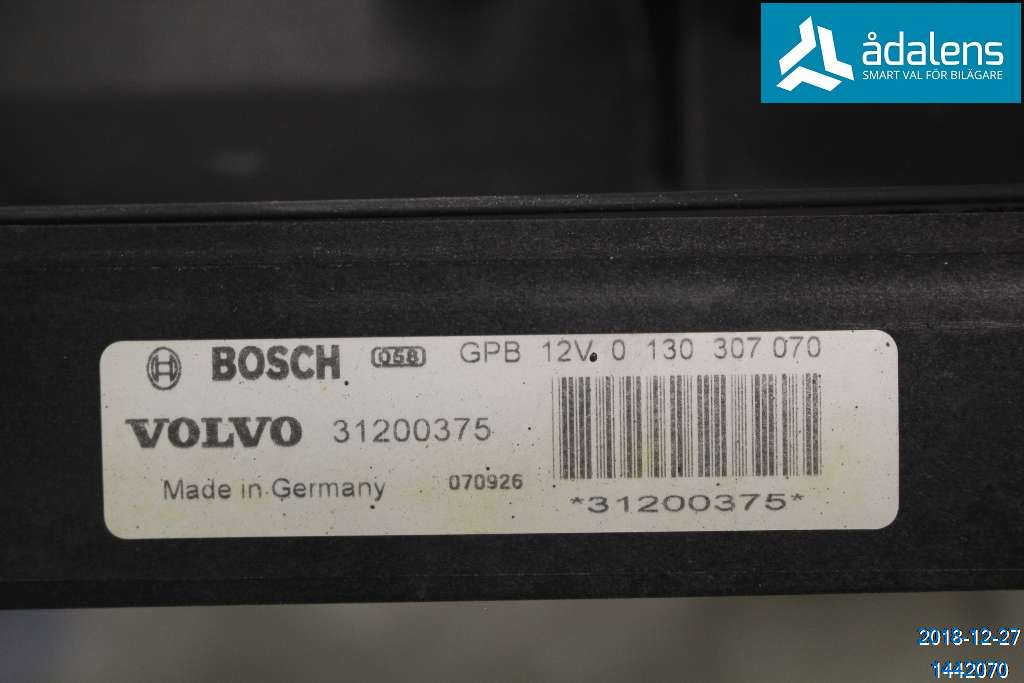 ådalens
SMART VAL FÖR BILÄGARE
BOSCH 058 GPB 12V. 0 130 307 070
VOLVO 31200375
Made in Germany 070926
*31200375*
2018-12-27
1442070